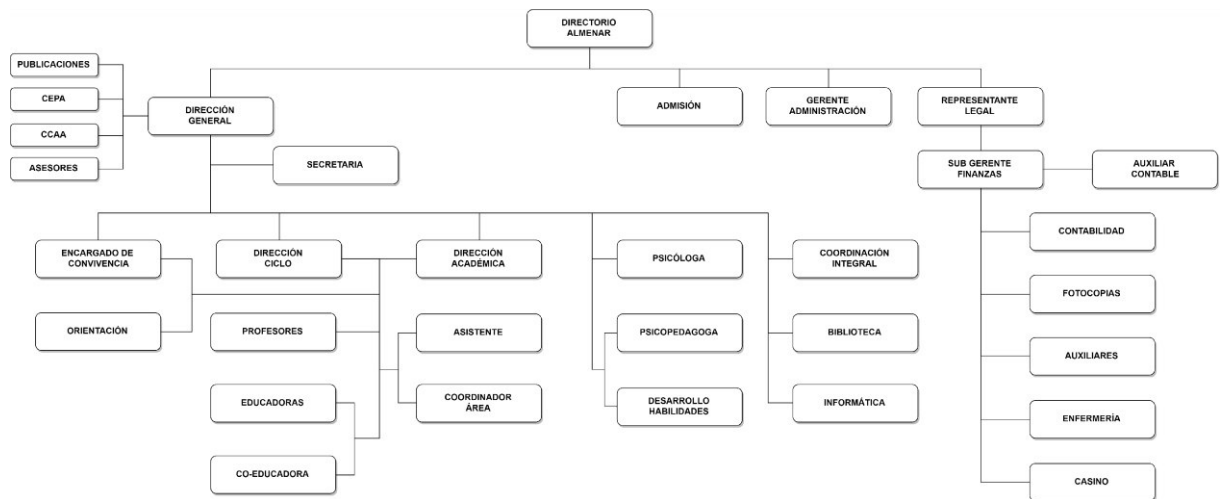 DIRECTORIO
ALMENAR
PUBLICACIONES
CEPA
CCAA
ASESORES
DIRECCIÓN
GENERAL
ADMISIÓN
GERENTE
ADMINISTRACIÓN
REPRESENTANTE
LEGAL
SECRETARIA
SUB GERENTE
FINANZAS
AUXILIAR
CONTABLE
ENCARGADO DE
CONVIVENCIA
DIRECCIÓN
CICLO
DIRECCIÓN
ACADÉMICA
PSICÓLOGA
COORDINACIÓN
INTEGRAL
CONTABILIDAD
ORIENTACIÓN
PROFESORES
ASISTENTE
PSICOPEDAGOGA
BIBLIOTECA
FOTOCOPIAS
EDUCADORAS
COORDINADOR
ÁREA
DESARROLLO
HABILIDADES
INFORMÁTICA
AUXILIARES
CO-EDUCADORA
ENFERMERÍA
CASINO